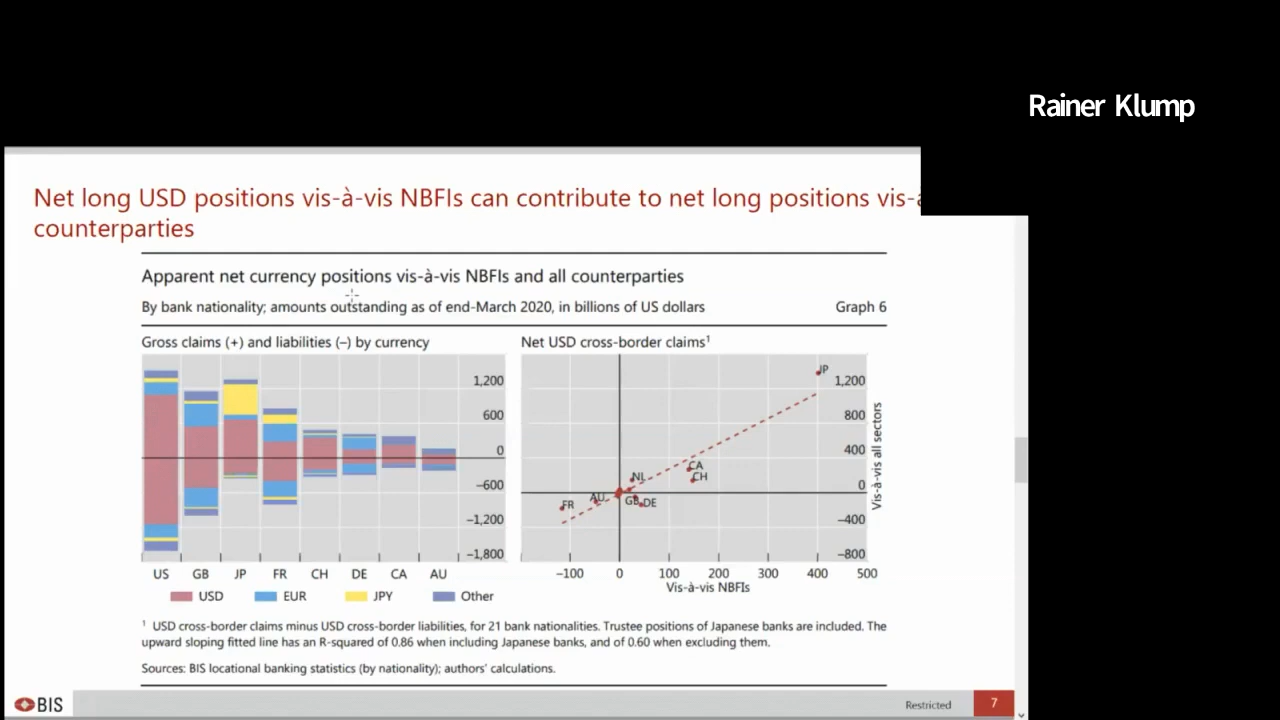 Rainer Klump
Net long USD positions vis-à-vis NBFIs can contribute to net long positions vis-
counterparties
Apparent net currency positions vis-à-vis NBFIs and all counterparties
By bank nationality; amounts outstanding as of end-March 2020, in billions of US dollars Graph 6
Gross claims (+) and liabilities (–) by currency
1,200
600
0
–600
–1,200
–1,800
US GB JP FR CH DE CA AU
USD EUR JPY Other
Net USD cross-border claims¹
JP
CA
CH
NL
AU
GB
DE
FR
1,200
800
400
0
–400
–800
Vis-à-vis all sectors
–100 0 100 200 300 400 500
Vis-à-vis NBFIs
¹ USD cross-border claims minus USD cross-border liabilities, for 21 bank nationalities. Trustee positions of Japanese banks are included. The
upward sloping fitted line has an R-squared of 0.86 when including Japanese banks, and of 0.60 when excluding them.
Sources: BIS locational banking statistics (by nationality); authors' calculations.
BIS
Restricted
7